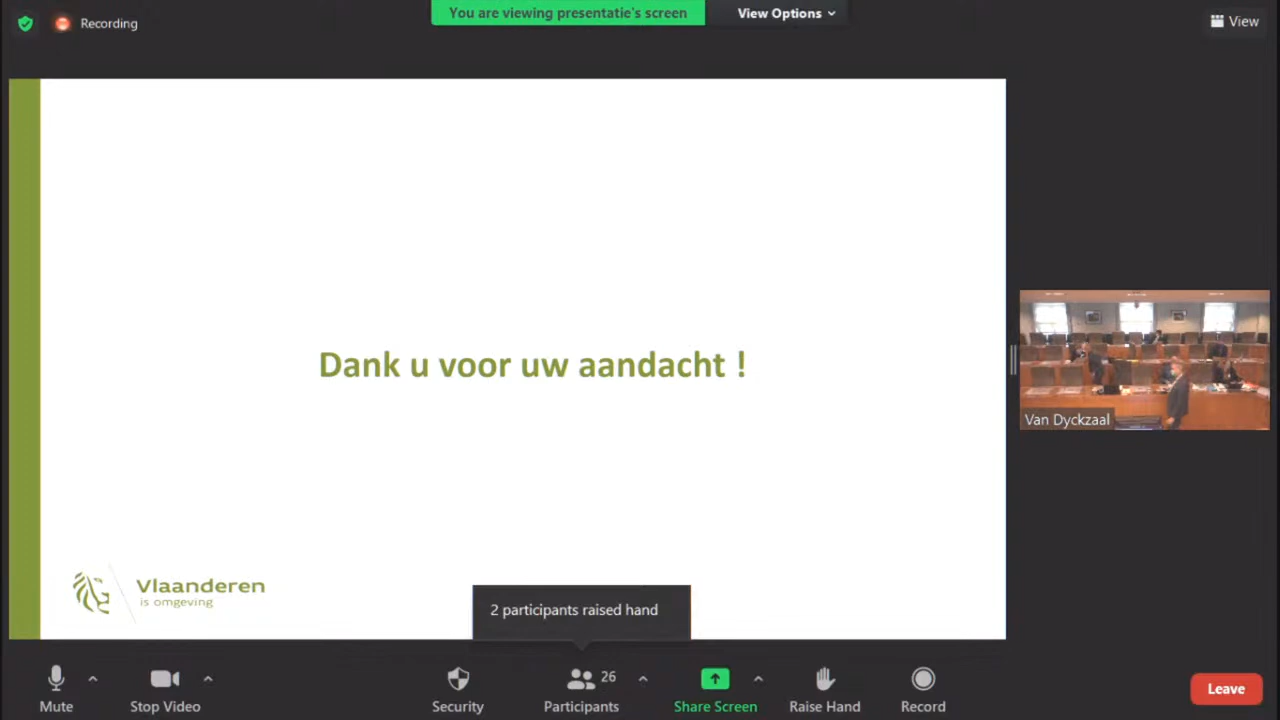 Recording
You are viewing presentatie's screen
View Options
View
Dank u voor uw aandacht !
Van Dyckzaal
Vlaanderen
is omgeving
2 participants raised hand
Mute
Stop Video
Security
26
Participants
Share Screen
Raise Hand
Record
Leave